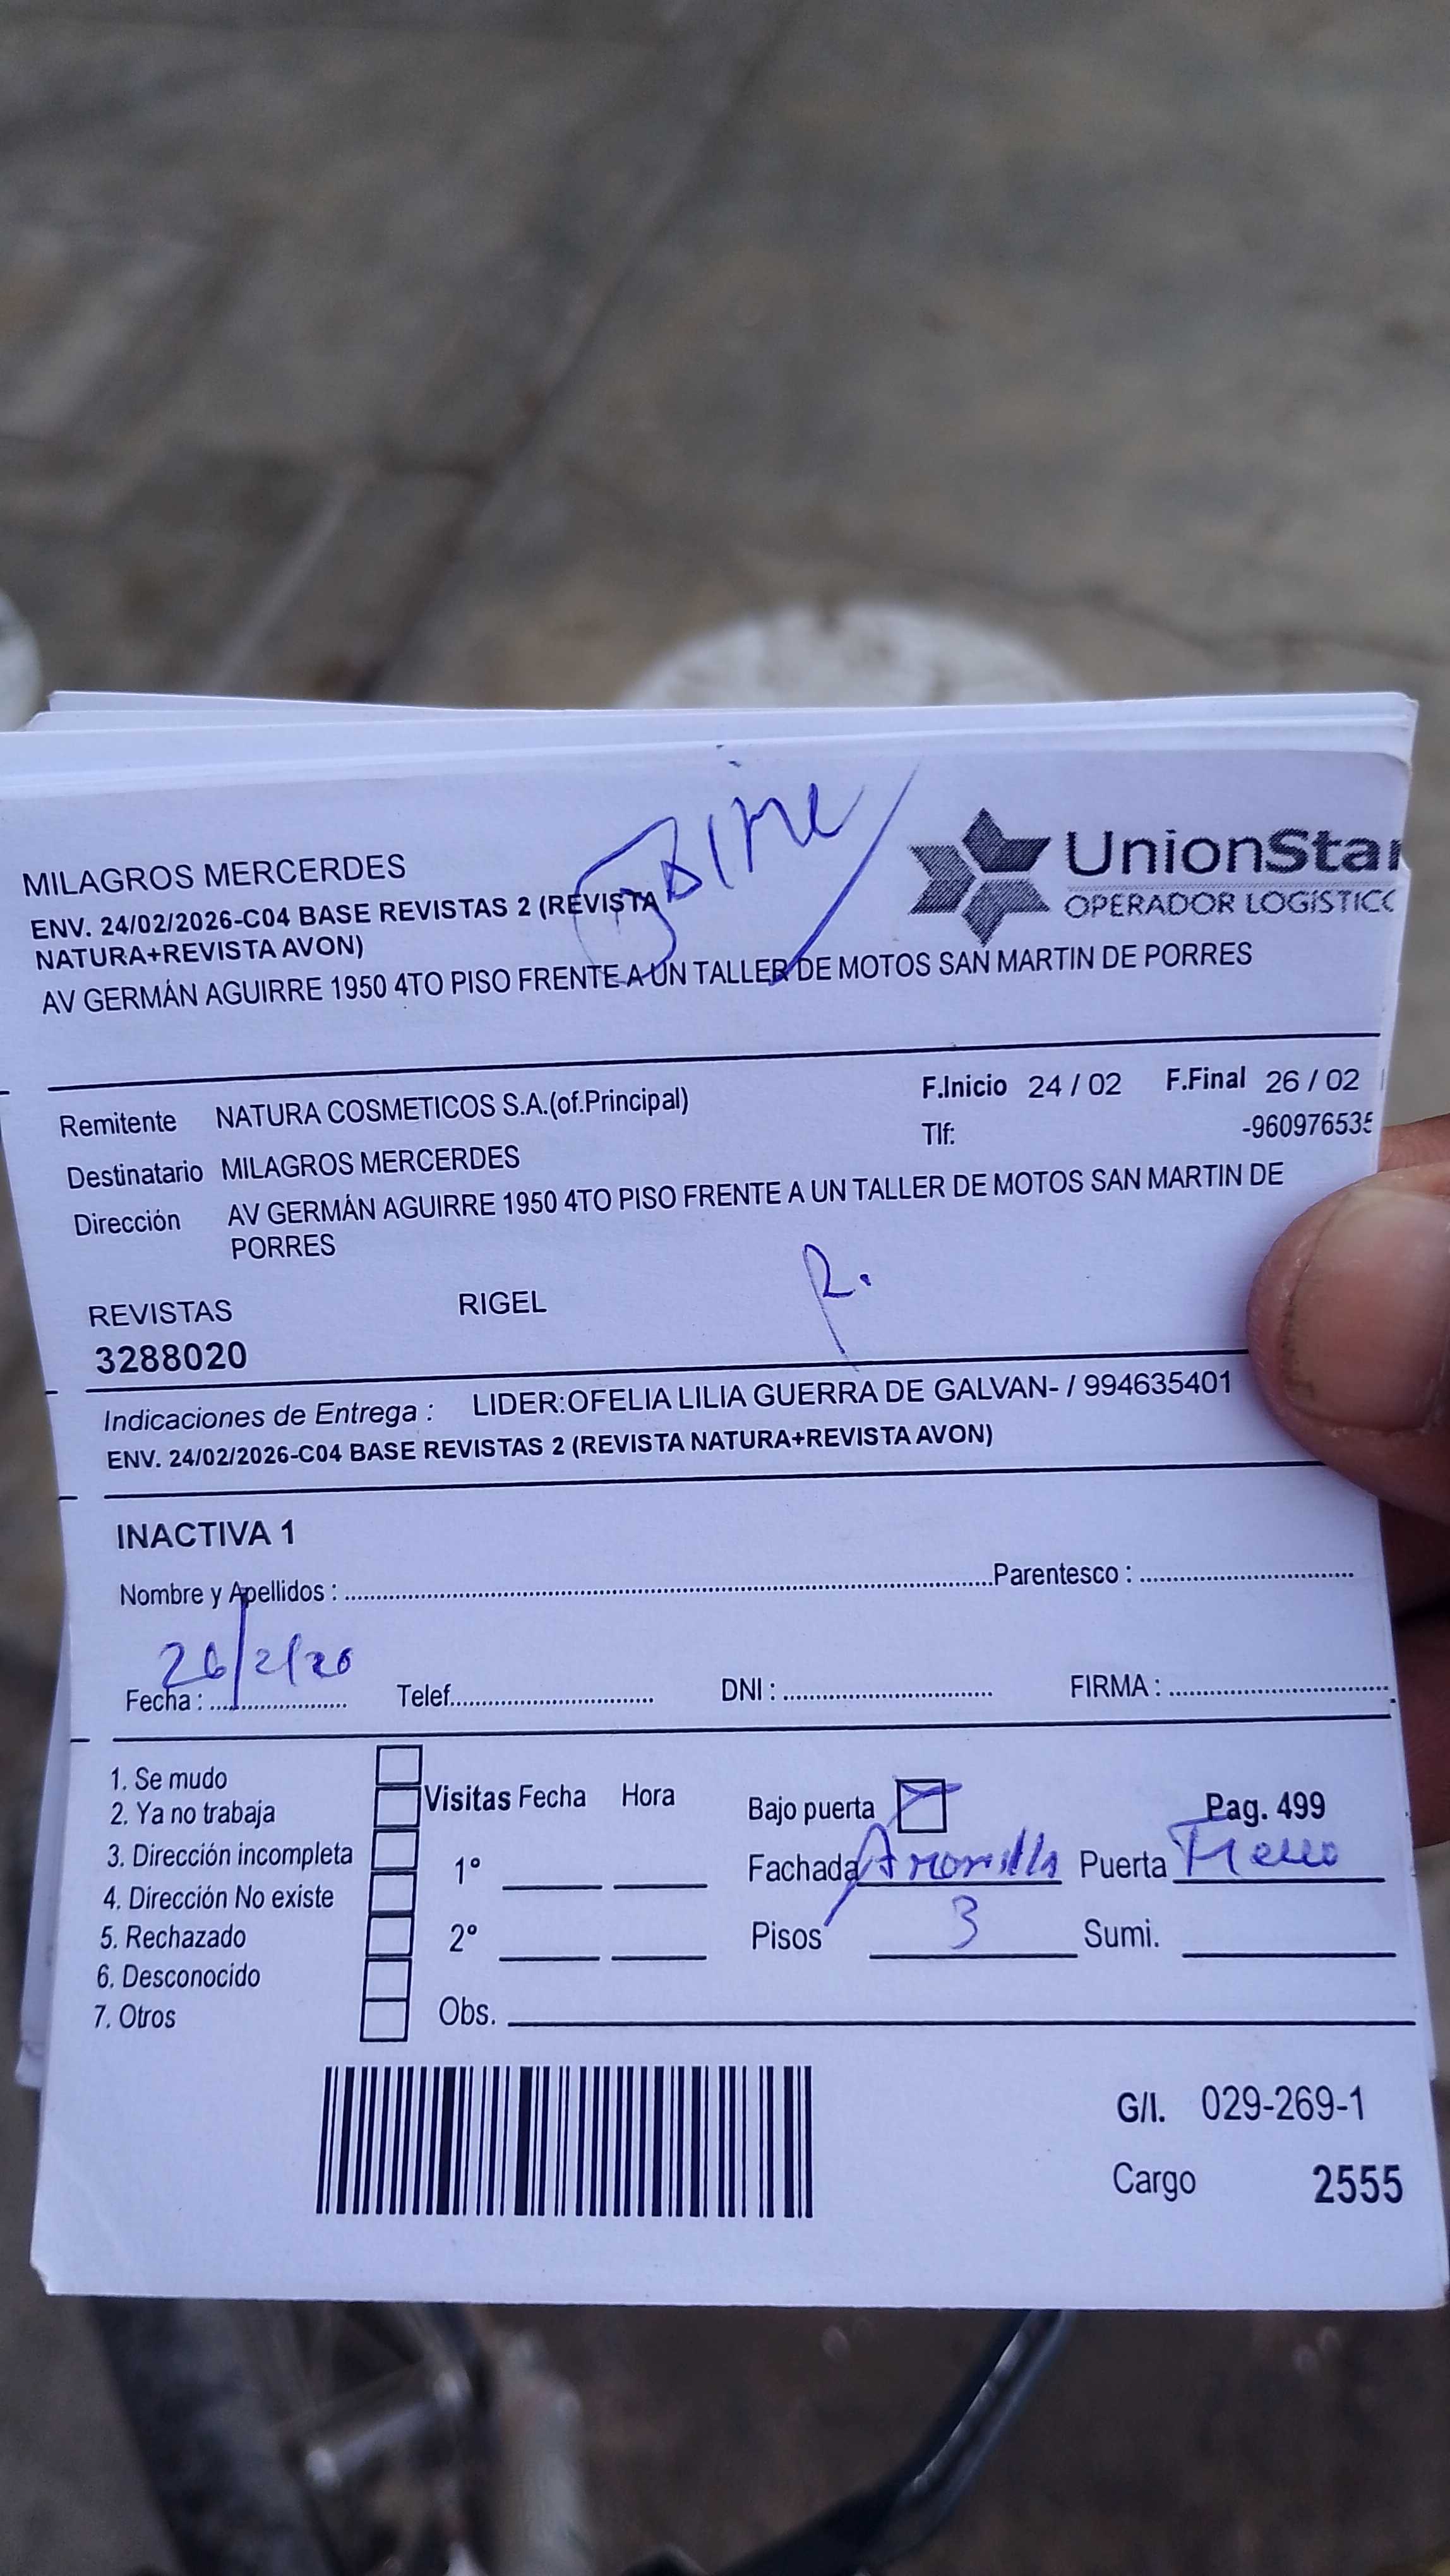 MILAGROS MERCERDES
ENV. 24/02/2026-C04 BASE REVISTAS 2 (REVISTA
NATURA+REVISTA AVON)
AV GERMÁN AGUIRRE 1950 4TO PISO FRENTE A UN TALLER DE MOTOS SAN MARTIN DE PORRES
UnionStar
OPERADOR LOGÍSTICO
Remitente NATURA COSMETICOS S.A.(of.Principal)
F.Inicio 24 / 02 F.Final 26 / 02
Tlf: -960976535
Destinatario MILAGROS MERCERDES
Dirección AV GERMÁN AGUIRRE 1950 4TO PISO FRENTE A UN TALLER DE MOTOS SAN MARTIN DE
PORRES
REVISTAS RIGEL
R.
3288020
Indicaciones de Entrega : LIDER:OFELIA LILIA GUERRA DE GALVAN- / 994635401
ENV. 24/02/2026-C04 BASE REVISTAS 2 (REVISTA NATURA+REVISTA AVON)
INACTIVA 1
Nombre y Apellidos : Parentesco :
Fecha : 26/2/26 Telef. DNI : FIRMA :
1. Se mudo
2. Ya no trabaja
3. Dirección incompleta
4. Dirección No existe
5. Rechazado
6. Desconocido
7. Otros
Visitas Fecha Hora
1º
2º
Obs.
Bajo puerta Pag. 499
Fachada Amarilla Puerta
Pisos 3 Sumi.
G/I. 029-269-1
Cargo 2555